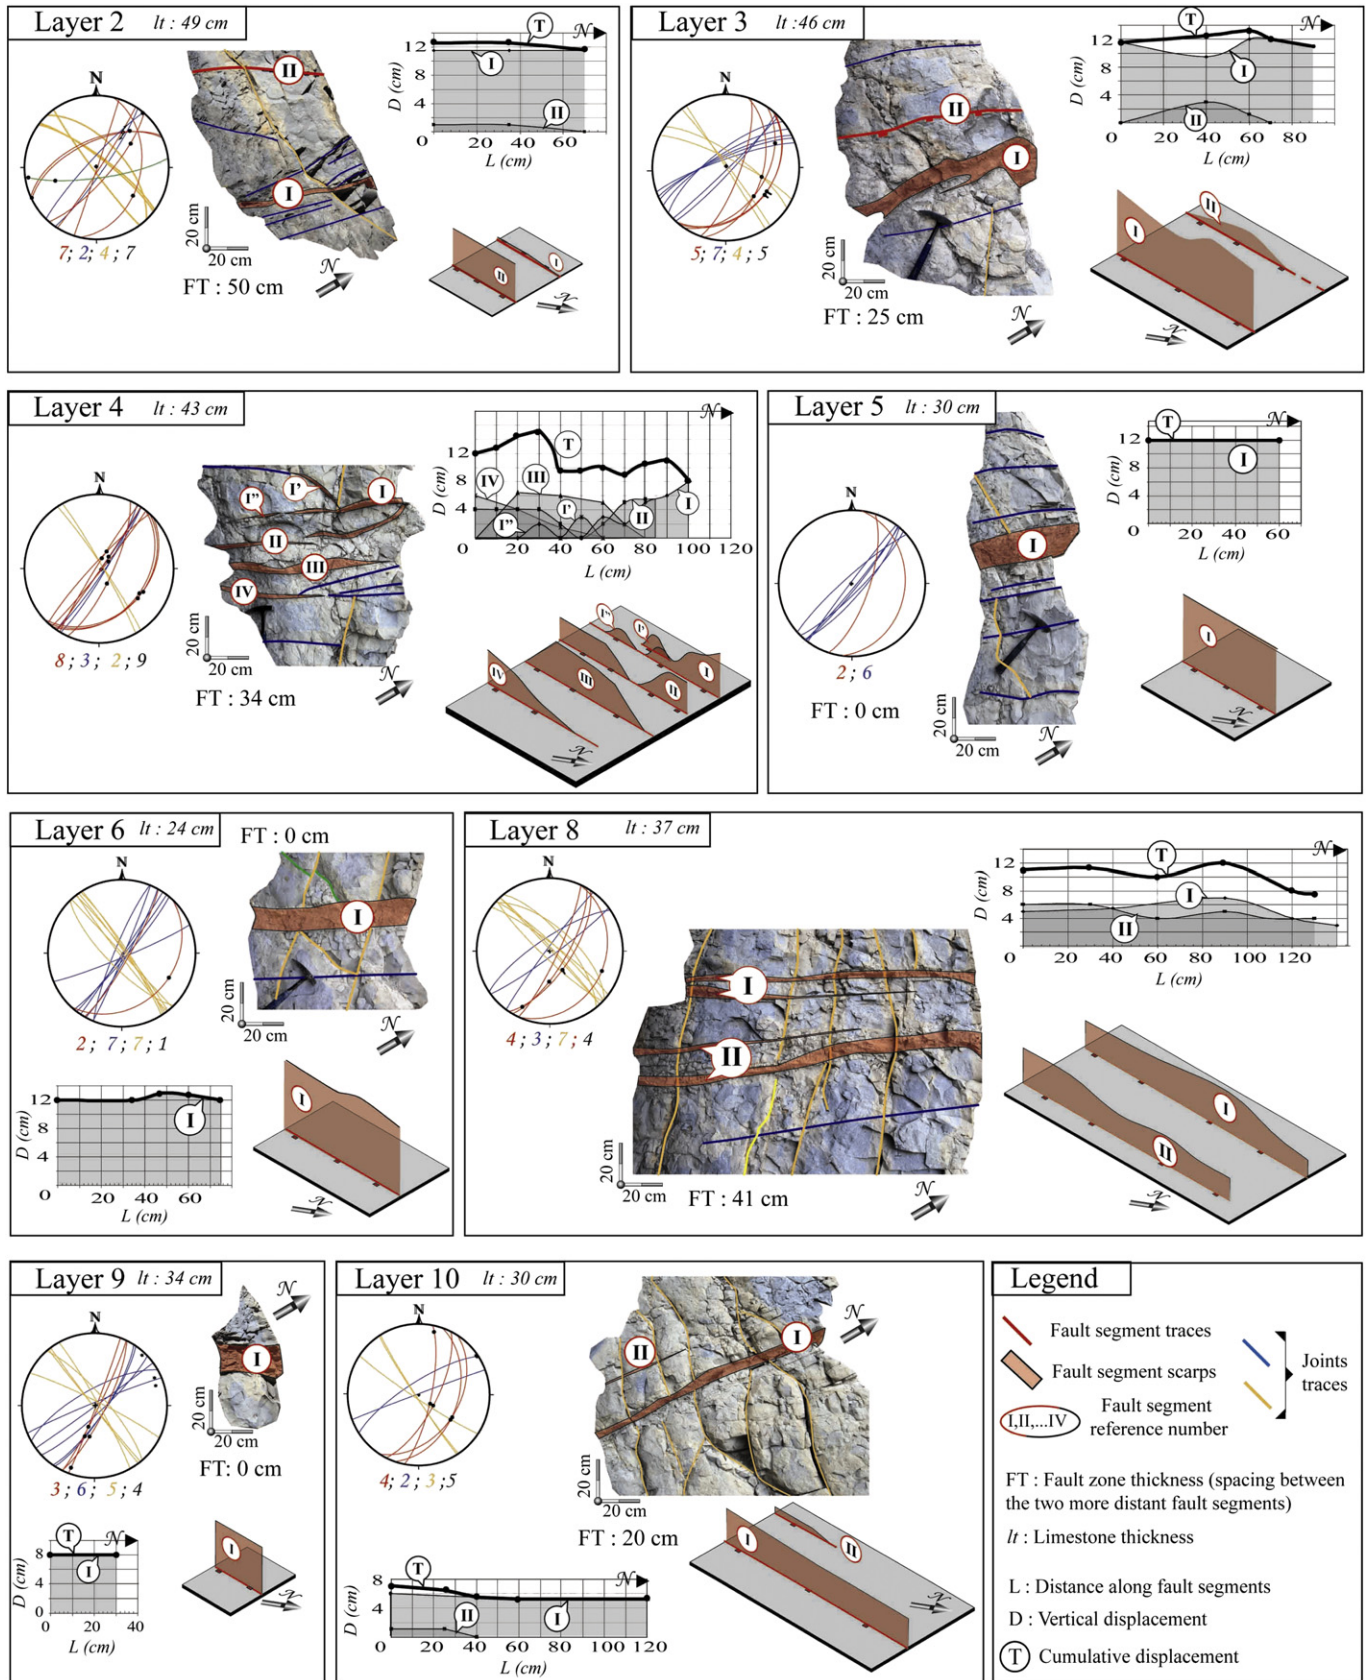 Layer 2 lt : 49 cm
N
7; 2; 4; 7
II
I
20 cm
20 cm
FT : 50 cm
N
D (cm)
12
8
4
0
0 20 40 60
L (cm)
T
I
II
N
II
I
N
Layer 3 lt :46 cm
N
5; 7; 4; 5
II
I
20 cm
20 cm
FT : 25 cm
N
D (cm)
12
8
4
0 20 40 60 80
L (cm)
T
I
II
N
I
II
N
Layer 4 lt : 43 cm
N
8; 3; 2; 9
I''
I'
I
II
III
IV
20 cm
20 cm
FT : 34 cm
N
D (cm)
12
8
4
0 20 40 60 80 100 120
L (cm)
T
IV
III
I''
I'
II
I
N
I''
I'
I
II
III
IV
N
Layer 5 lt : 30 cm
N
2; 6
FT : 0 cm
I
20 cm
20 cm
N
D (cm)
12
8
4
0 20 40 60
L (cm)
T
I
N
I
N
Layer 6 lt : 24 cm
FT : 0 cm
N
2; 7; 7; 1
I
20 cm
20 cm
N
D (cm)
12
8
4
0 20 40 60
L (cm)
I
I
N
Layer 8 lt : 37 cm
N
4; 3; 7; 4
I
II
20 cm
20 cm
FT : 41 cm
N
D (cm)
12
8
4
0 20 40 60 80 100 120
L (cm)
T
I
II
N
I
II
N
Layer 9 lt : 34 cm
N
3; 6; 5; 4
I
20 cm
20 cm
FT: 0 cm
N
D (cm)
8
4
0
0 20 40
L (cm)
T
I
N
I
N
Layer 10 lt : 30 cm
N
4; 2; 3;5
II
I
20 cm
20 cm
FT : 20 cm
N
D (cm)
8
4
0 20 40 60 80 100 120
L (cm)
T
II
I
N
I
II
N
Legend
Fault segment traces
Fault segment scarps
I,II,...IV
Fault segment
reference number
Joints
traces
FT : Fault zone thickness (spacing between
the two more distant fault segments)
lt : Limestone thickness
L : Distance along fault segments
D : Vertical displacement
T Cumulative displacement